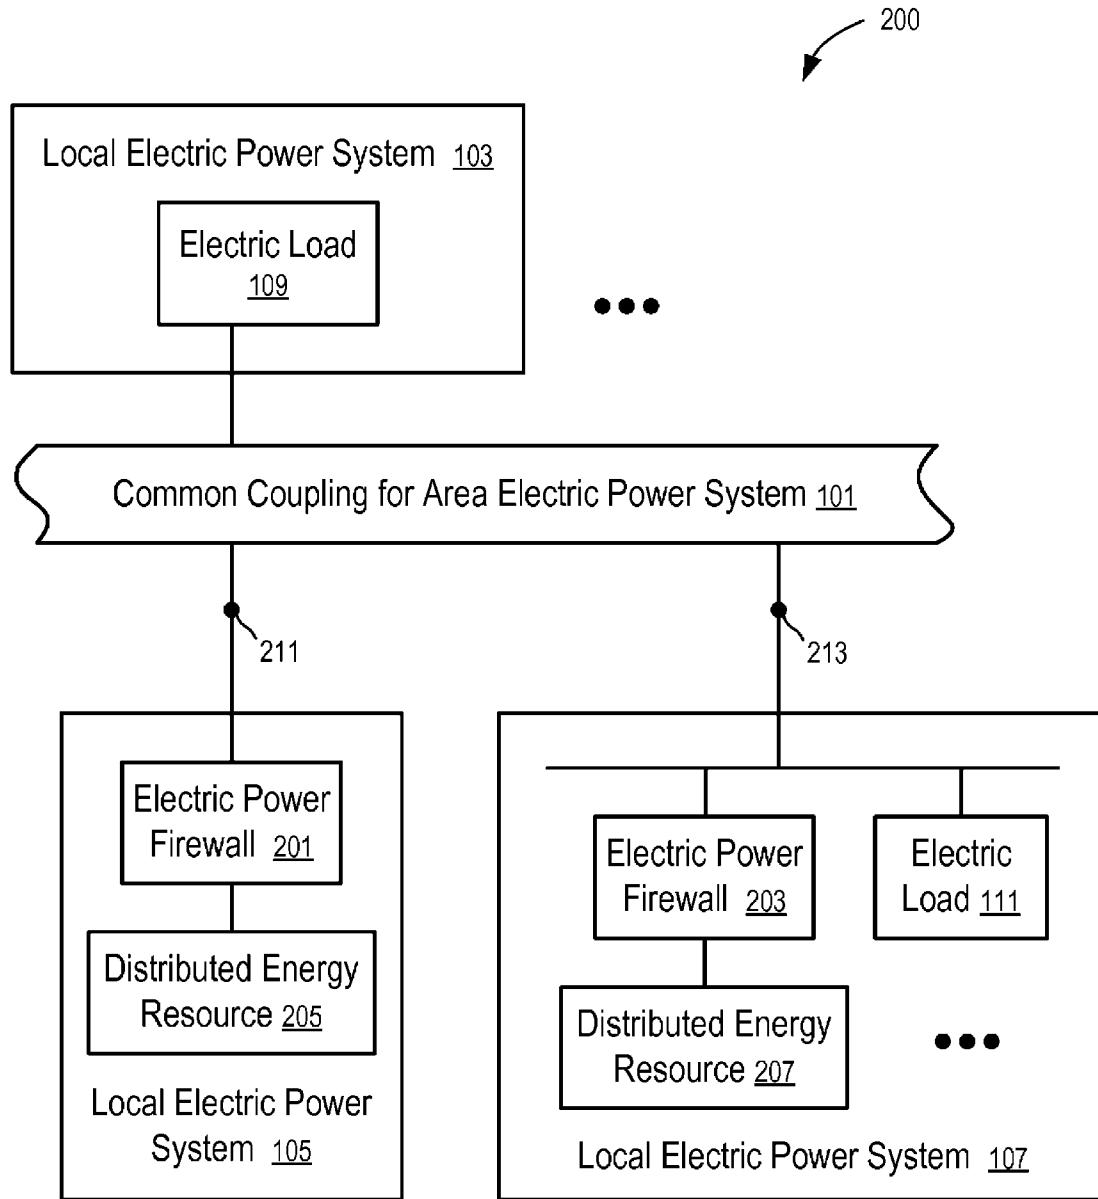 200
Local Electric Power System 103
Electric Load
109
Common Coupling for Area Electric Power System 101
211
213
Electric Power
Firewall 201
Distributed Energy
Resource 205
Local Electric Power
System 105
Electric Power
Firewall 203
Electric
Load 111
Distributed Energy
Resource 207
Local Electric Power System 107